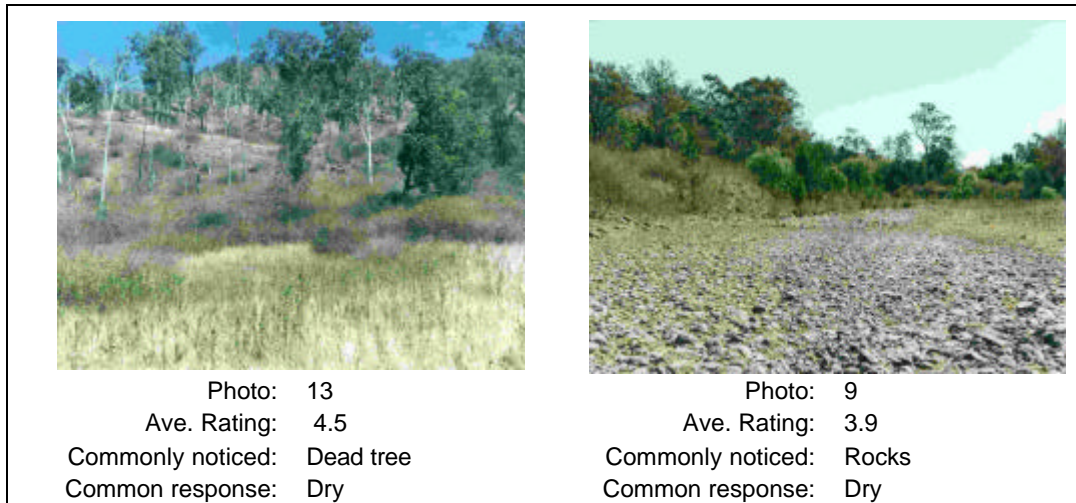 Photo: 13
Ave. Rating: 4.5
Commonly noticed: Dead tree
Common response: Dry
Photo: 9
Ave. Rating: 3.9
Commonly noticed: Rocks
Common response: Dry